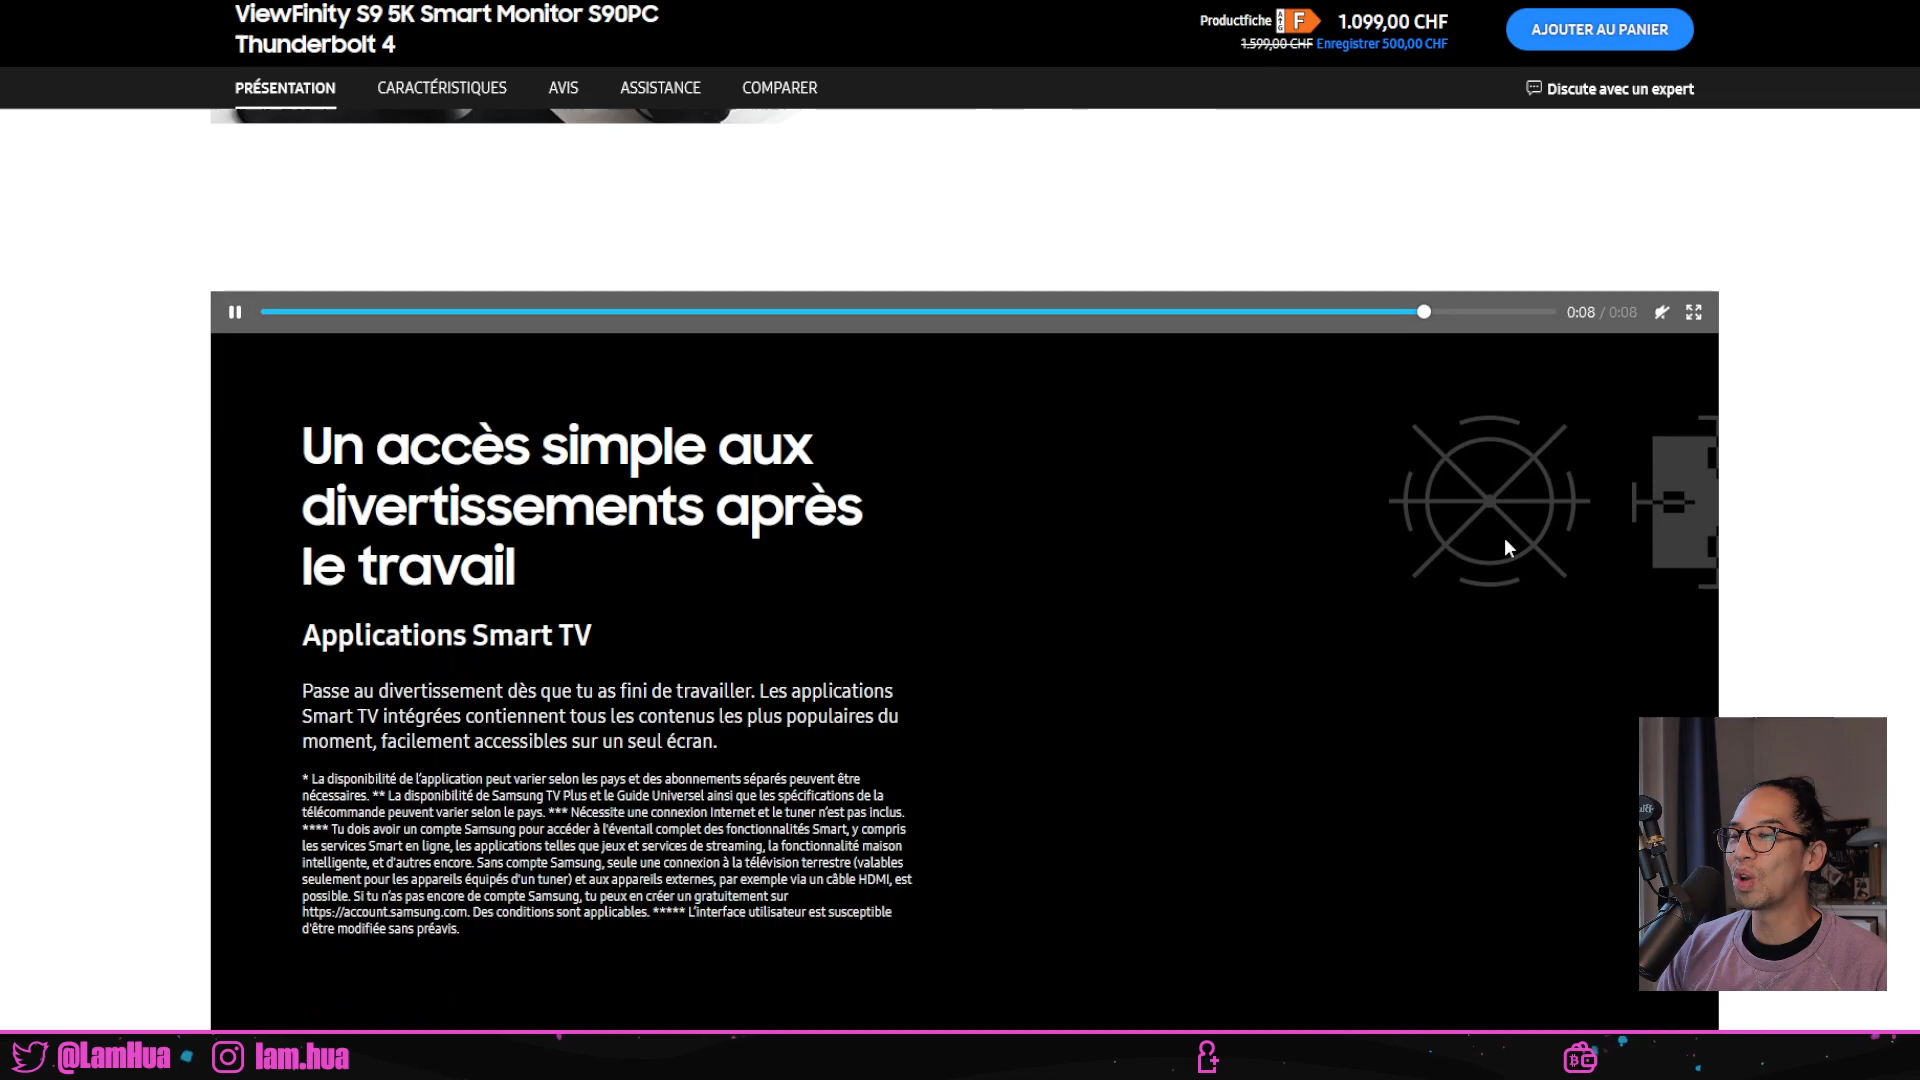 ViewFinity S9 5K Smart Monitor S90PC
Thunderbolt 4
Productfiche
A
G
F
1.099,00 CHF
1.599,00 CHF Enregistrer 500,00 CHF
AJOUTER AU PANIER
PRÉSENTATION
CARACTÉRISTIQUES
AVIS
ASSISTANCE
COMPARER
Discute avec un expert
0:08 / 0:08
Un accès simple aux
divertissements après
le travail
Applications Smart TV
Passe au divertissement dès que tu as fini de travailler. Les applications
Smart TV intégrées contiennent tous les contenus les plus populaires du
moment, facilement accessibles sur un seul écran.
* La disponibilité de l'application peut varier selon les pays et des abonnements séparés peuvent être
nécessaires. ** La disponibilité de Samsung TV Plus et le Guide Universel ainsi que les spécifications de la
télécommande peuvent varier selon le pays. *** Nécessite une connexion Internet et le tuner n'est pas inclus.
**** Tu dois avoir un compte Samsung pour accéder à l'éventail complet des fonctionnalités Smart, y compris
les services Smart en ligne, les applications telles que jeux et services de streaming, la fonctionnalité maison
intelligente, et d'autres encore. Sans compte Samsung, seule une connexion à la télévision terrestre (valables
seulement pour les appareils équipés d'un tuner) et aux appareils externes, par exemple via un câble HDMI, est
possible. Si tu n'as pas encore de compte Samsung, tu peux en créer un gratuitement sur
https://account.samsung.com. Des conditions sont applicables. ***** L'interface utilisateur est susceptible
d'être modifiée sans préavis.
@LamHua
lam.hua